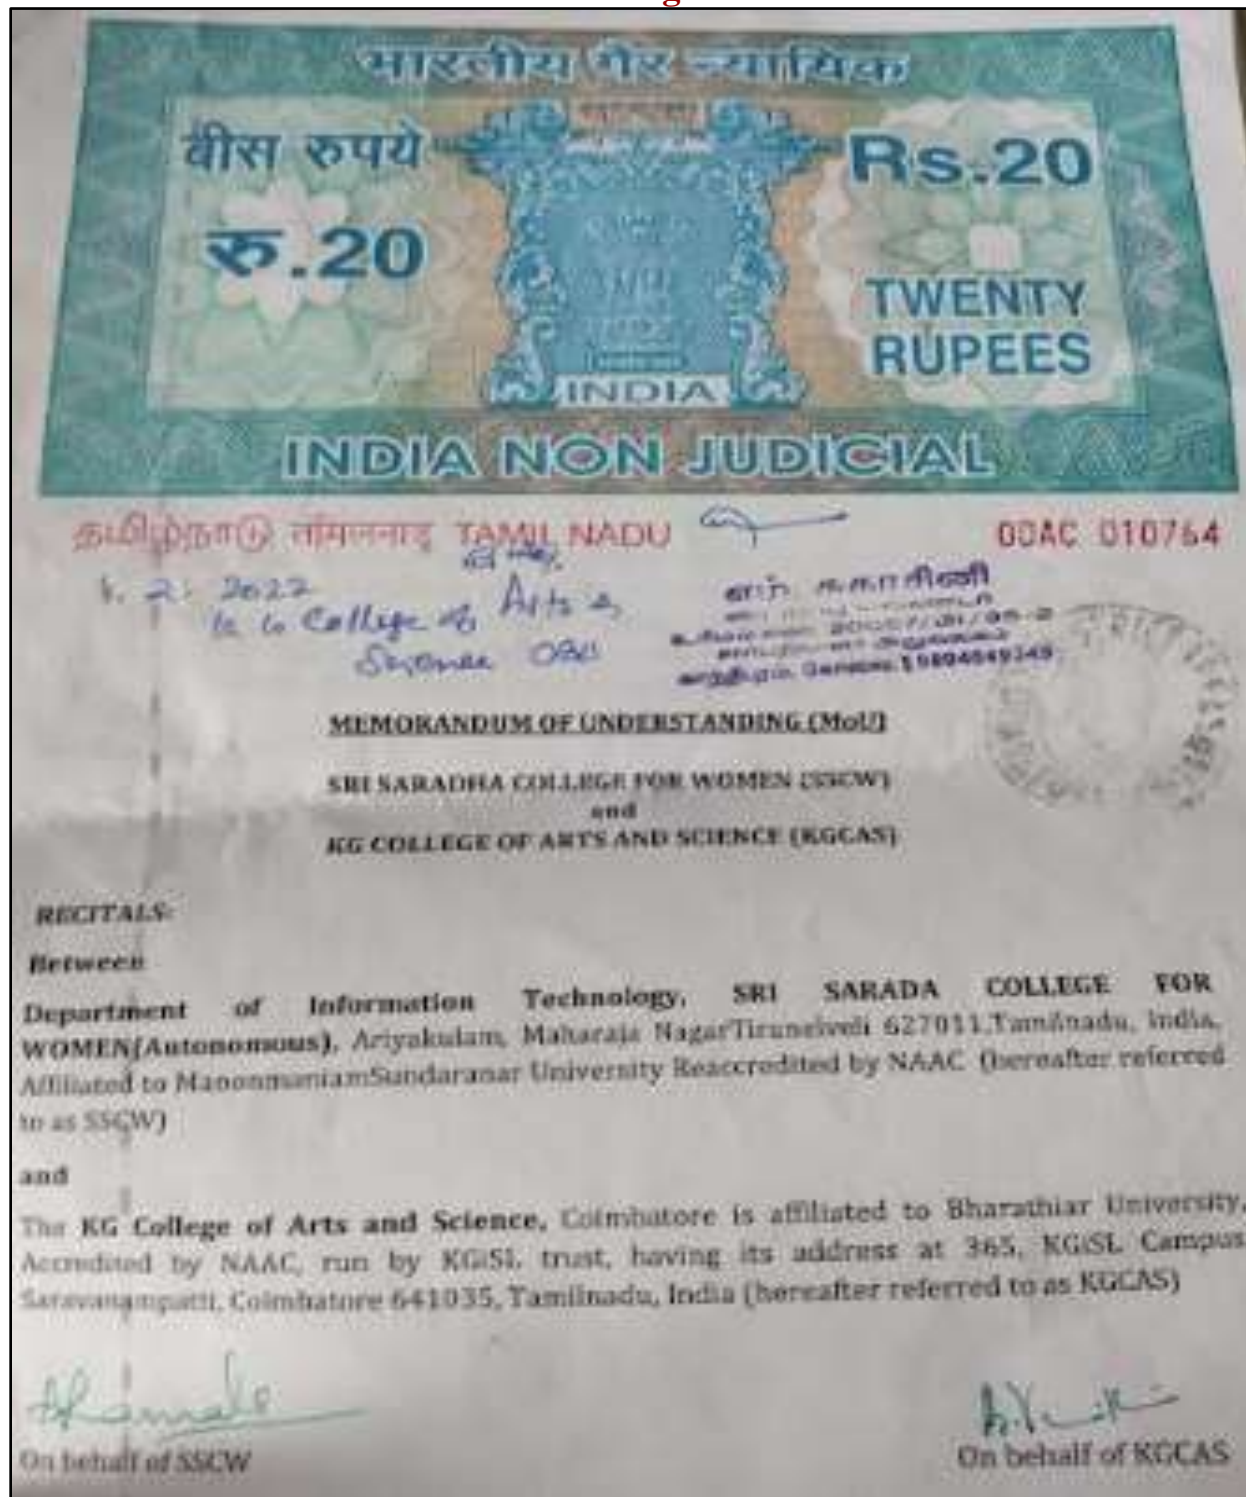 भारतीय गैर न्यायिक
बीस रुपये
Rs.20
रु.20
TWENTY
RUPEES
INDIA
INDIA NON JUDICIAL
தமிழ்நாடு तमिलनाडु TAMIL NADU
00AC 010764
2. 2022
College of Arts &
MEMORANDUM OF UNDERSTANDING (MoU)
SRI SARADHA COLLEGE FOR WOMEN (SSCW)
and
KG COLLEGE OF ARTS AND SCIENCE (KGCAS)
RECITALS:
Between
Department of Information Technology, SRI SARADA COLLEGE FOR
WOMEN(Autonomous), Ariyakulam, Maharaja NagarTirunelveli 627011,Tamilnadu, India,
Affiliated to ManonmaniamSundaranar University Reaccredited by NAAC (hereafter referred
to as SSCW)
and
The KG College of Arts and Science, Coimbatore is affiliated to Bharathiar University,
Accredited by NAAC, run by KGiSL trust, having its address at 365, KGiSL Campus
Saravanampatti, Coimbatore 641035, Tamilnadu, India (hereafter referred to as KGCAS)
On behalf of SSCW
On behalf of KGCAS